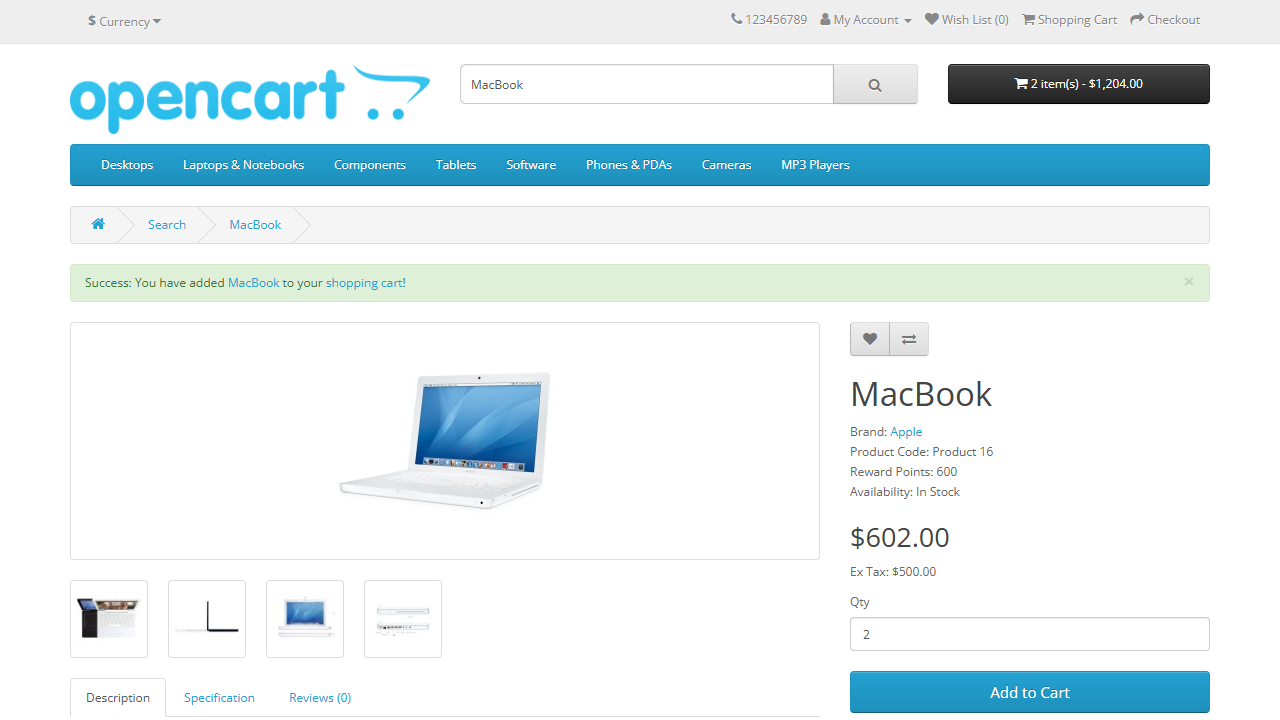 $ Currency
123456789 My Account Wish List (0) Shopping Cart Checkout
opencart
MacBook
2 item(s) - $1,204.00
Desktops Laptops & Notebooks Components Tablets Software Phones & PDAs Cameras MP3 Players
Search MacBook
Success: You have added MacBook to your shopping cart!
×
MacBook
Brand: Apple
Product Code: Product 16
Reward Points: 600
Availability: In Stock
$602.00
Ex Tax: $500.00
Qty
2
Add to Cart
Description Specification Reviews (0)